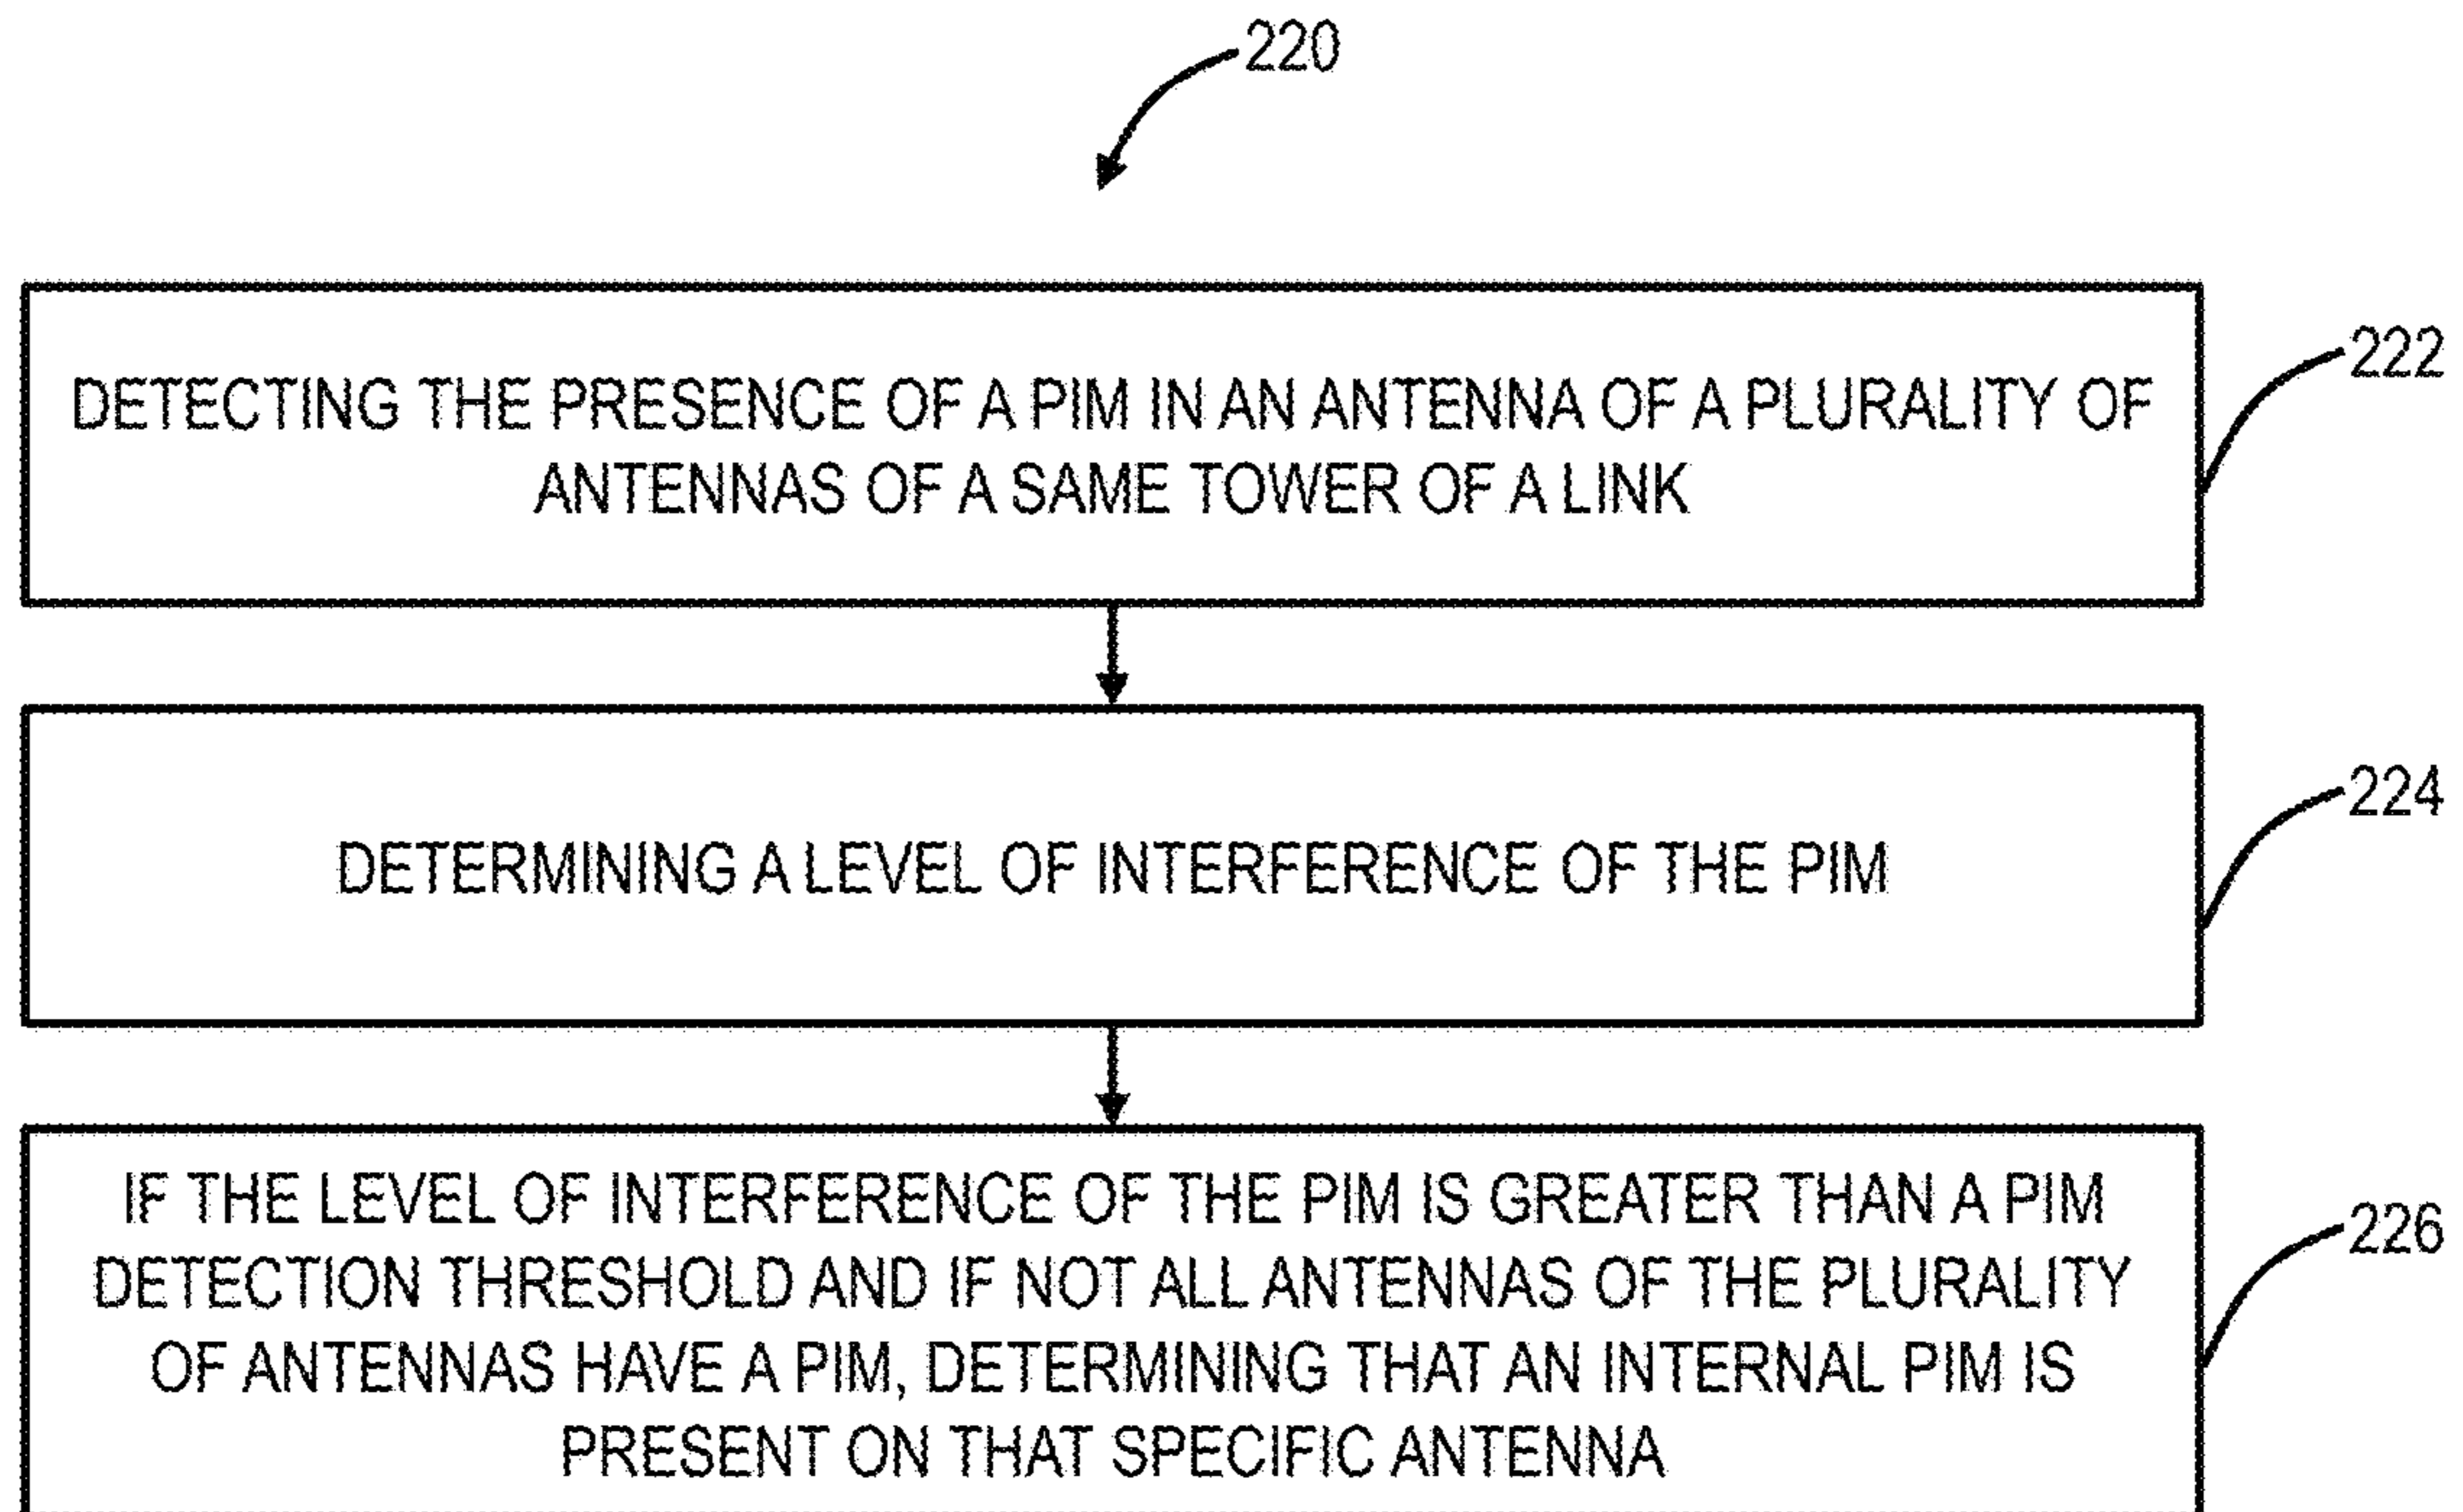 220
DETECTING THE PRESENCE OF A PIM IN AN ANTENNA OF A PLURALITY OF
ANTENNAS OF A SAME TOWER OF A LINK
222
DETERMINING A LEVEL OF INTERFERENCE OF THE PIM
224
IF THE LEVEL OF INTERFERENCE OF THE PIM IS GREATER THAN A PIM
DETECTION THRESHOLD AND IF NOT ALL ANTENNAS OF THE PLURALITY
OF ANTENNAS HAVE A PIM, DETERMINING THAT AN INTERNAL PIM IS
PRESENT ON THAT SPECIFIC ANTENNA
226